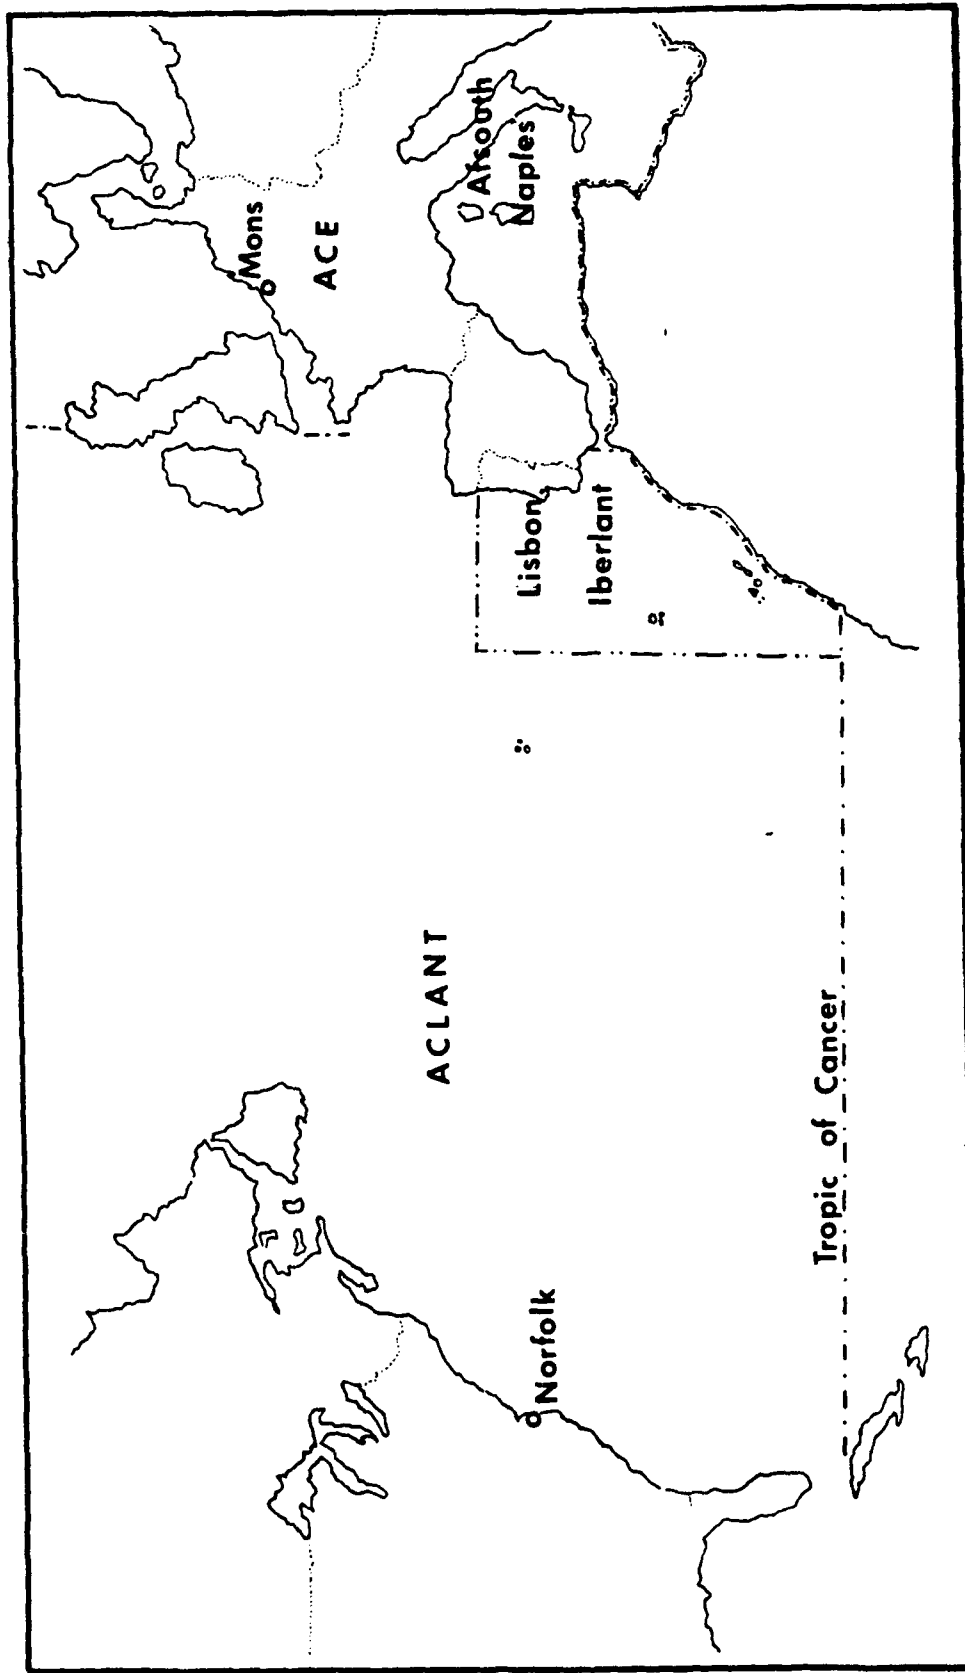 Mons
ACE
Afsouth
Naples
Lisbon
Iberlant
ACLANT
Norfolk
Tropic of Cancer